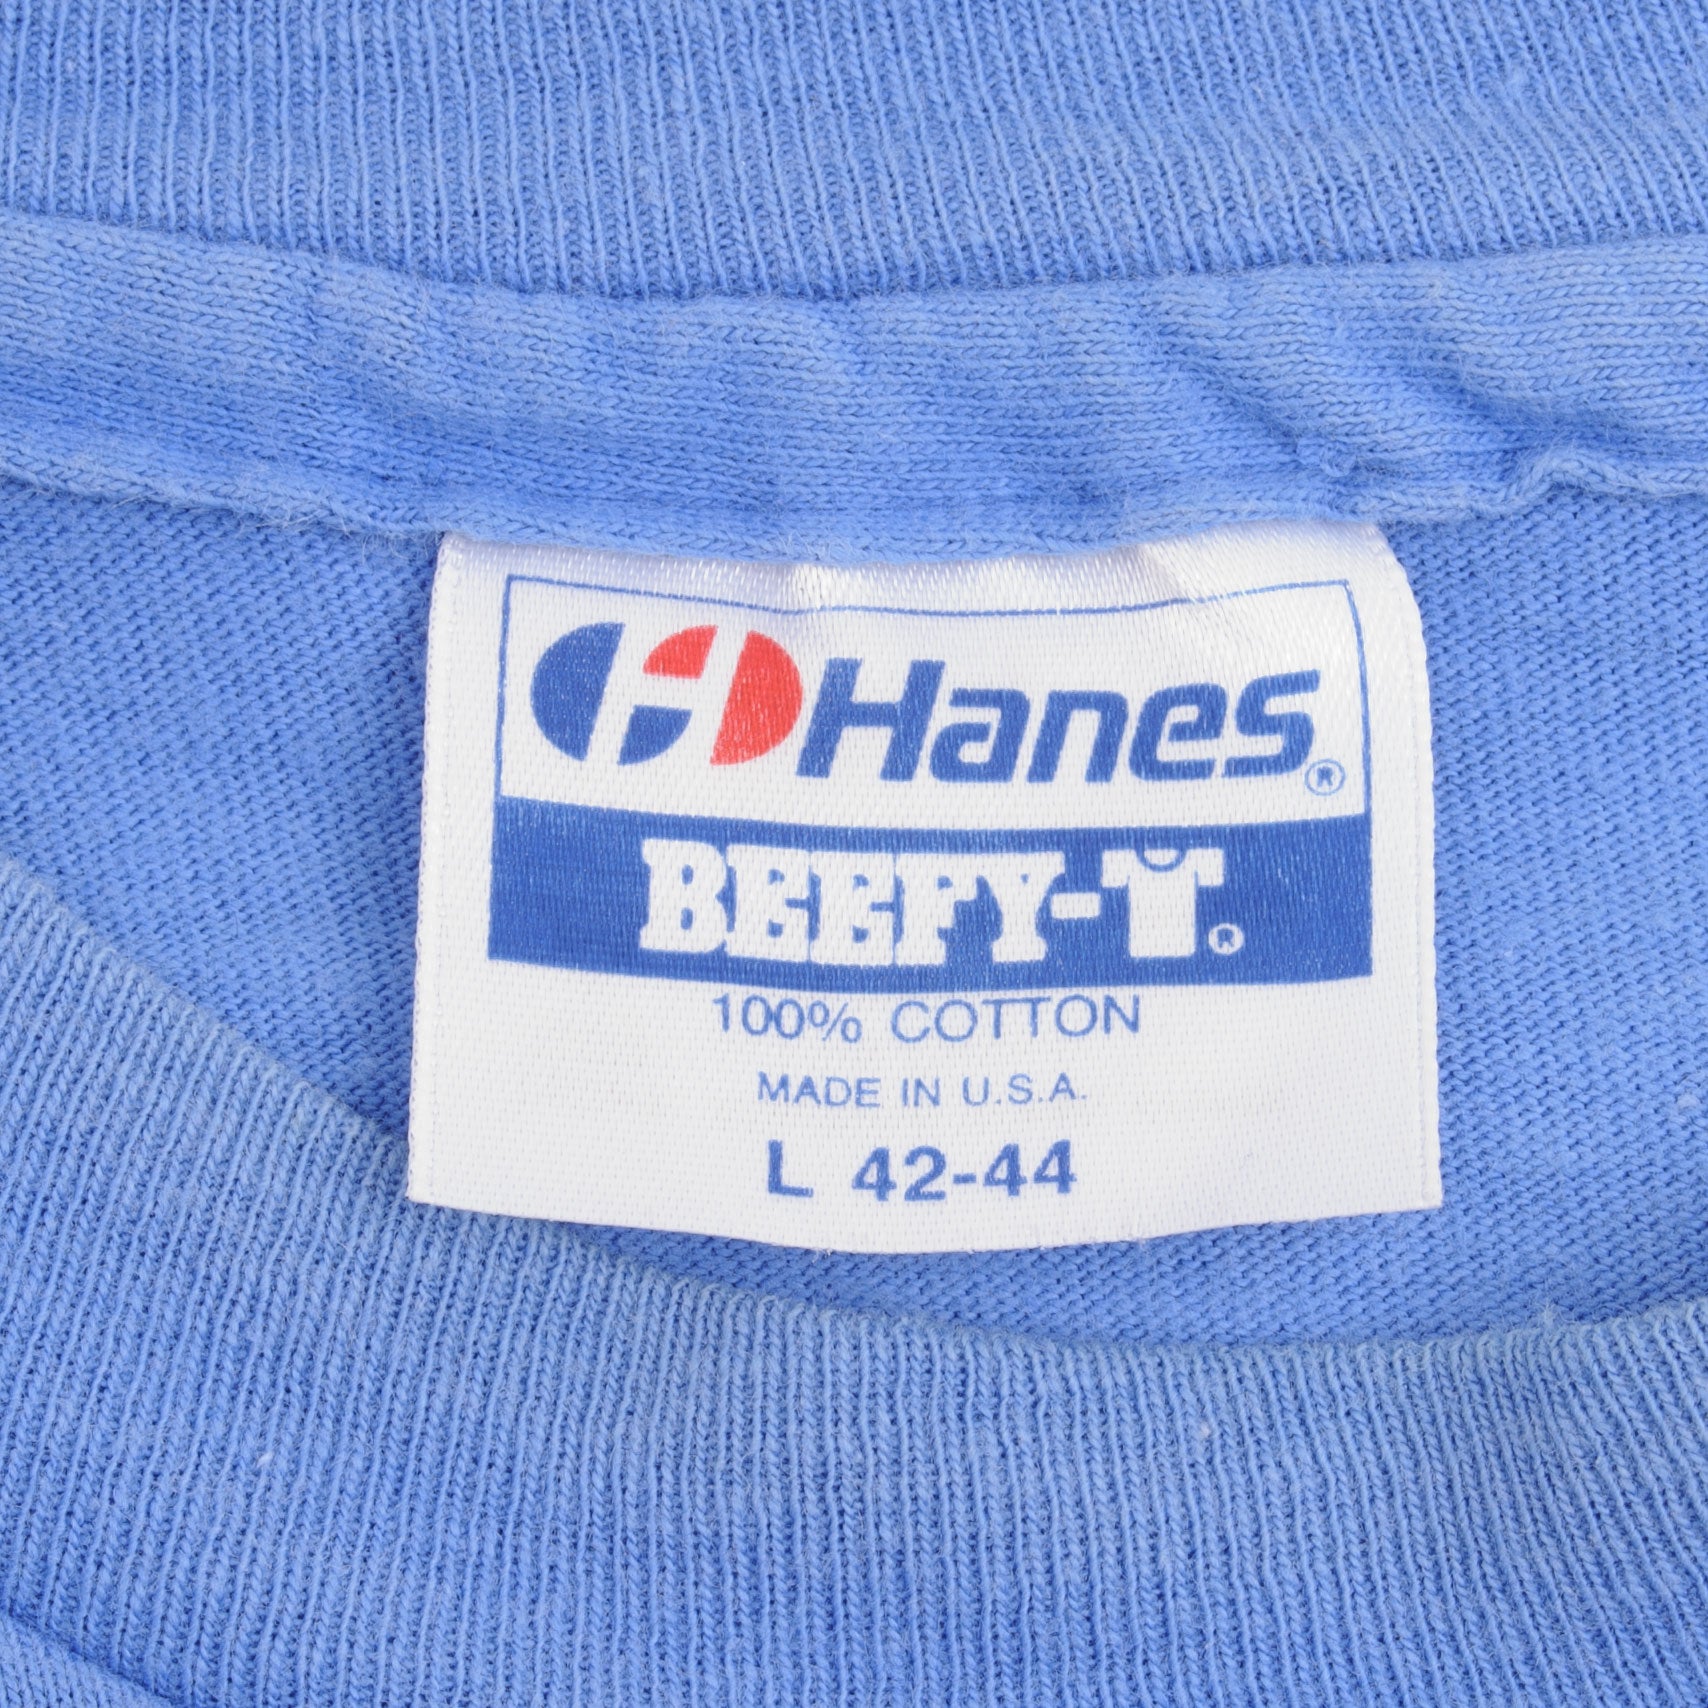 Hanes®
BEEFY-T®
100% COTTON
MADE IN U.S.A.
L 42-44